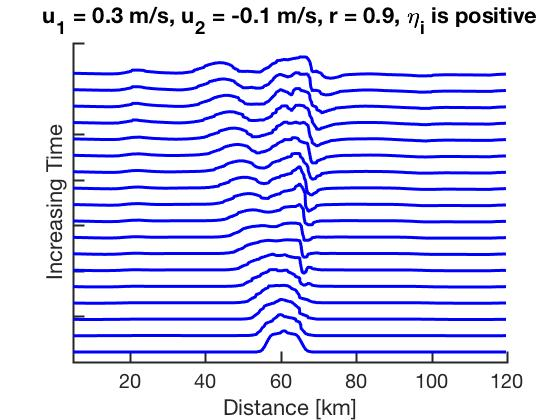 u₁ = 0.3 m/s, u₂ = -0.1 m/s, r = 0.9, ηᵢ is positive
Increasing Time
20 40 60 80 100 120
Distance [km]